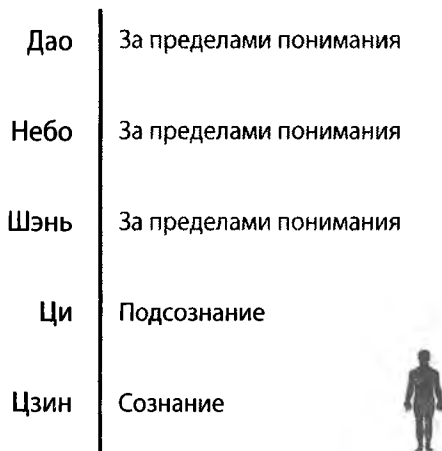 Дао За пределами понимания
Небо За пределами понимания
Шэнь За пределами понимания
Ци Подсознание
Цзин Сознание